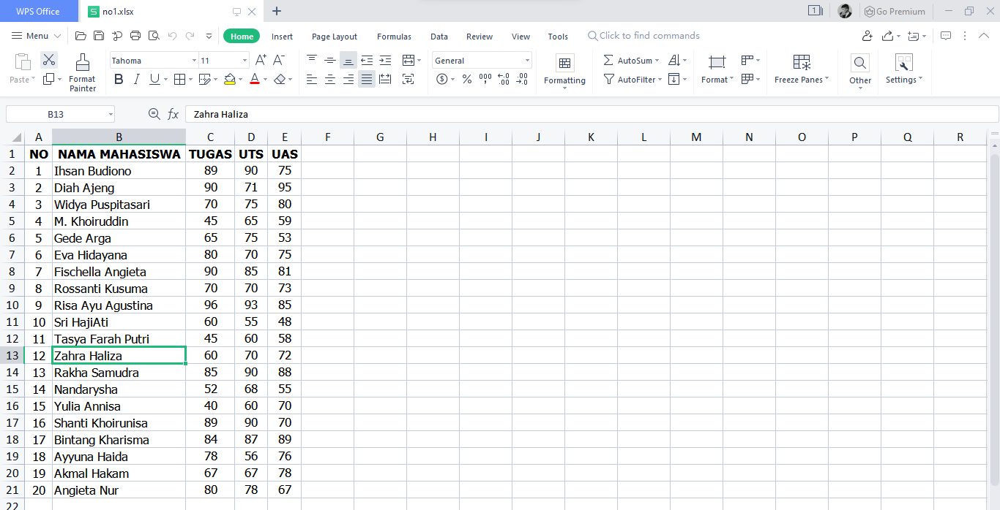 WPS Office no1.xlsx + 1 Go Premium
Menu Home Insert Page Layout Formulas Data Review View Tools Click to find commands
Paste Format Painter Tahoma 11 A+ A- General Formatting AutoSum AutoFilter Format Freeze Panes Other Settings
B I U A $ % 000 , ←.0 .00 .00 →.0
B13 fx Zahra Haliza
A B C D E F G H I J K L M N O P Q R
1 NO NAMA MAHASISWA TUGAS UTS UAS
2 1 Ihsan Budiono 89 90 75
3 2 Diah Ajeng 90 71 95
4 3 Widya Puspitasari 70 75 80
5 4 M. Khoiruddin 45 65 59
6 5 Gede Arga 65 75 53
7 6 Eva Hidayana 80 70 75
8 7 Fischella Angieta 90 85 81
9 8 Rossanti Kusuma 70 70 73
10 9 Risa Ayu Agustina 96 93 85
11 10 Sri HajiAti 60 55 48
12 11 Tasya Farah Putri 45 60 58
13 12 Zahra Haliza 60 70 72
14 13 Rakha Samudra 85 90 88
15 14 Nandarysha 52 68 55
16 15 Yulia Annisa 40 60 70
17 16 Shanti Khoirunisa 89 90 70
18 17 Bintang Kharisma 84 87 89
19 18 Ayyuna Haida 78 56 76
20 19 Akmal Hakam 67 67 78
21 20 Angieta Nur 80 78 67
22